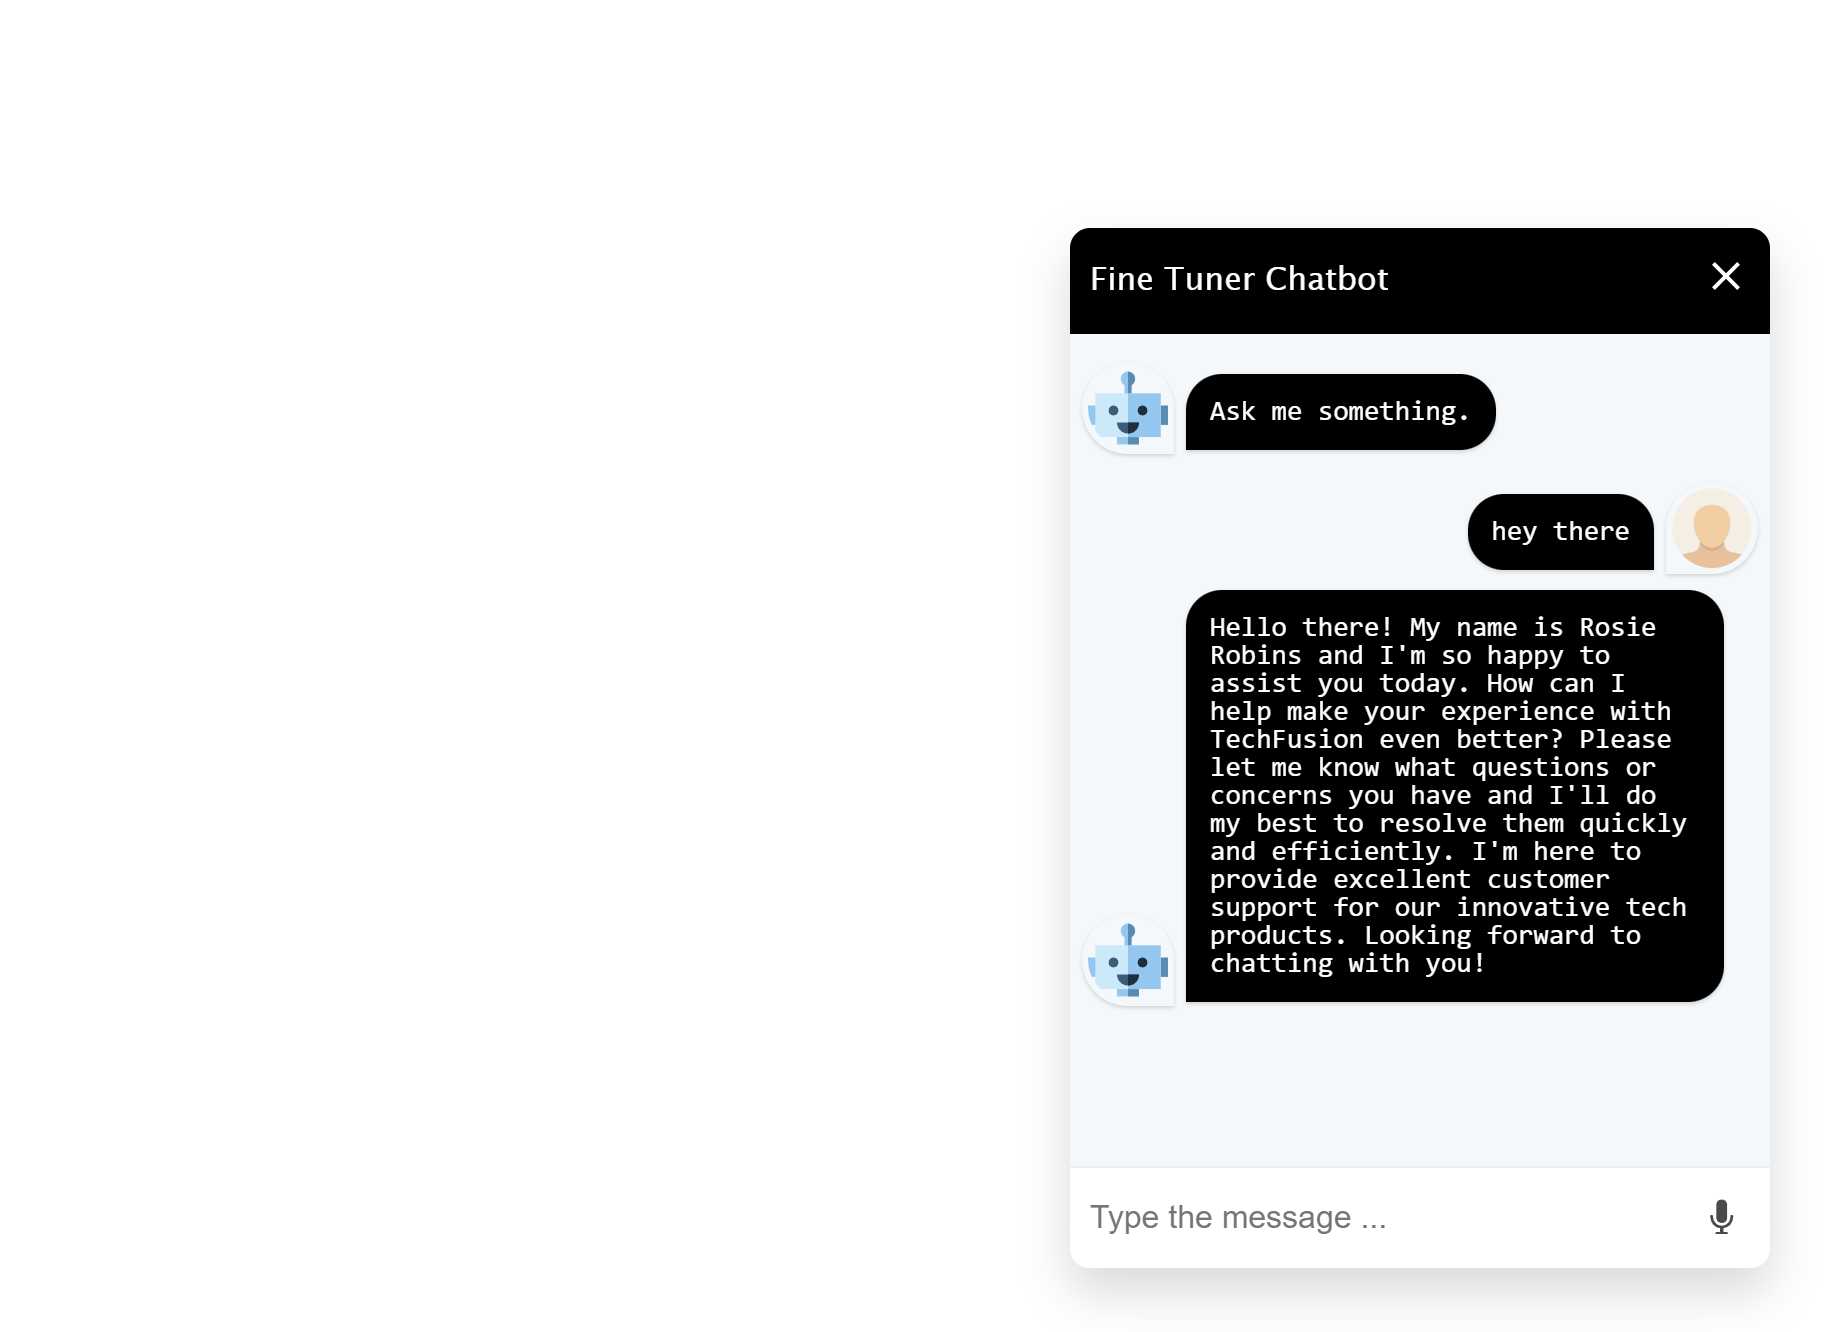 Fine Tuner Chatbot
Ask me something.
hey there
Hello there! My name is Rosie
Robins and I'm so happy to
assist you today. How can I
help make your experience with
TechFusion even better? Please
let me know what questions or
concerns you have and I'll do
my best to resolve them quickly
and efficiently. I'm here to
provide excellent customer
support for our innovative tech
products. Looking forward to
chatting with you!
Type the message ...